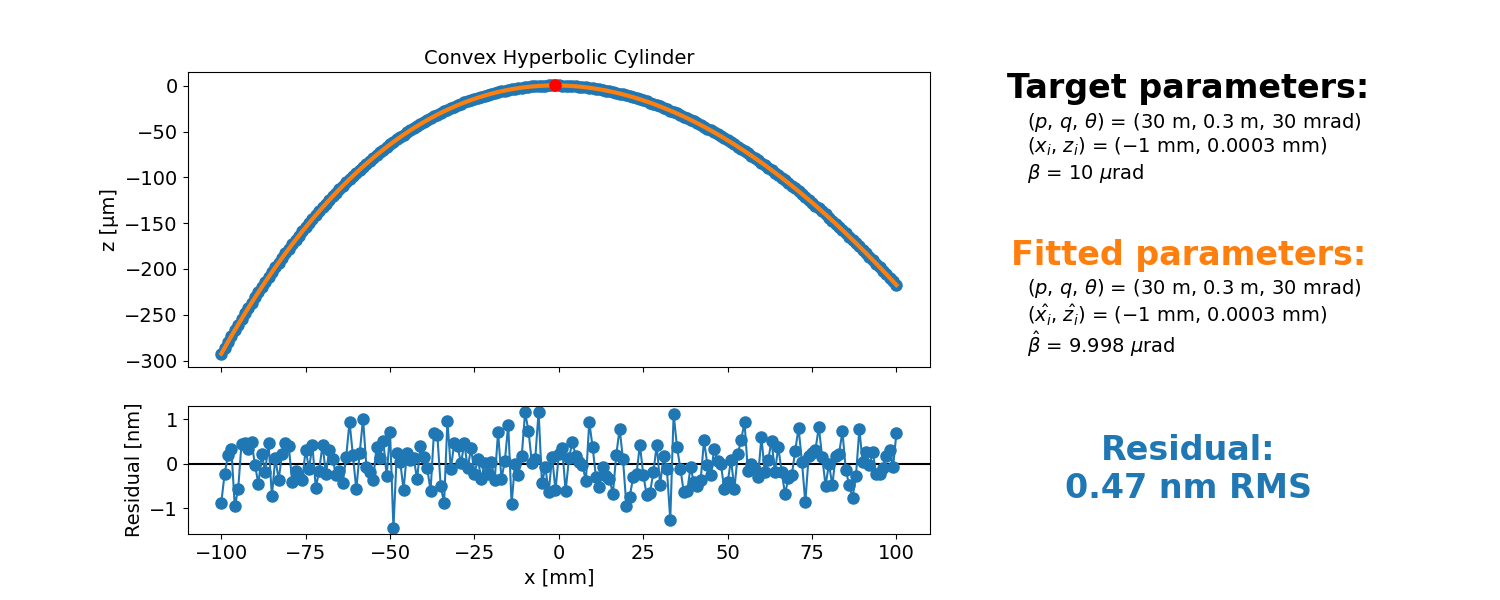 Convex Hyperbolic Cylinder
0
−50
−100
−150
−200
−250
−300
z [μm]
1
0
−1
Residual [nm]
−100 −75 −50 −25 0 25 50 75 100
x [mm]
Target parameters:
(p, q, θ) = (30 m, 0.3 m, 30 mrad)
(xᵢ, zᵢ) = (−1 mm, 0.0003 mm)
β = 10 μrad
Fitted parameters:
(p, q, θ) = (30 m, 0.3 m, 30 mrad)
(x̂ᵢ, ẑᵢ) = (−1 mm, 0.0003 mm)
β̂ = 9.998 μrad
Residual:
0.47 nm RMS